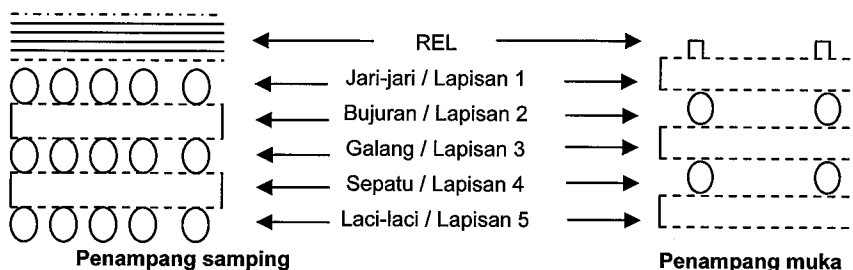 REL
Jari-jari / Lapisan 1
Bujuran / Lapisan 2
Galang / Lapisan 3
Sepatu / Lapisan 4
Laci-laci / Lapisan 5
Penampang samping
Penampang muka